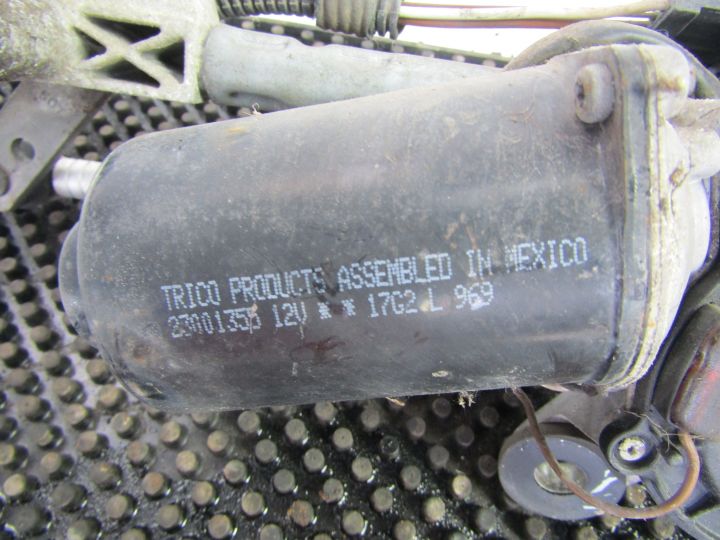 TRICO PRODUCTS ASSEMBLED IN MEXICO
12V * * 17G2 L 969